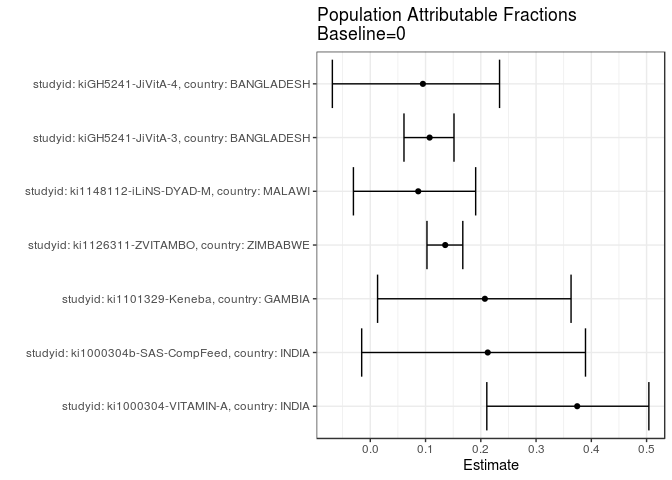 Population Attributable Fractions
Baseline=0
studyid: kiGH5241-JiVitA-4, country: BANGLADESH
studyid: kiGH5241-JiVitA-3, country: BANGLADESH
studyid: ki1148112-iLiNS-DYAD-M, country: MALAWI
studyid: ki1126311-ZVITAMBO, country: ZIMBABWE
studyid: ki1101329-Keneba, country: GAMBIA
studyid: ki1000304b-SAS-CompFeed, country: INDIA
studyid: ki1000304-VITAMIN-A, country: INDIA
0.0 0.1 0.2 0.3 0.4 0.5
Estimate